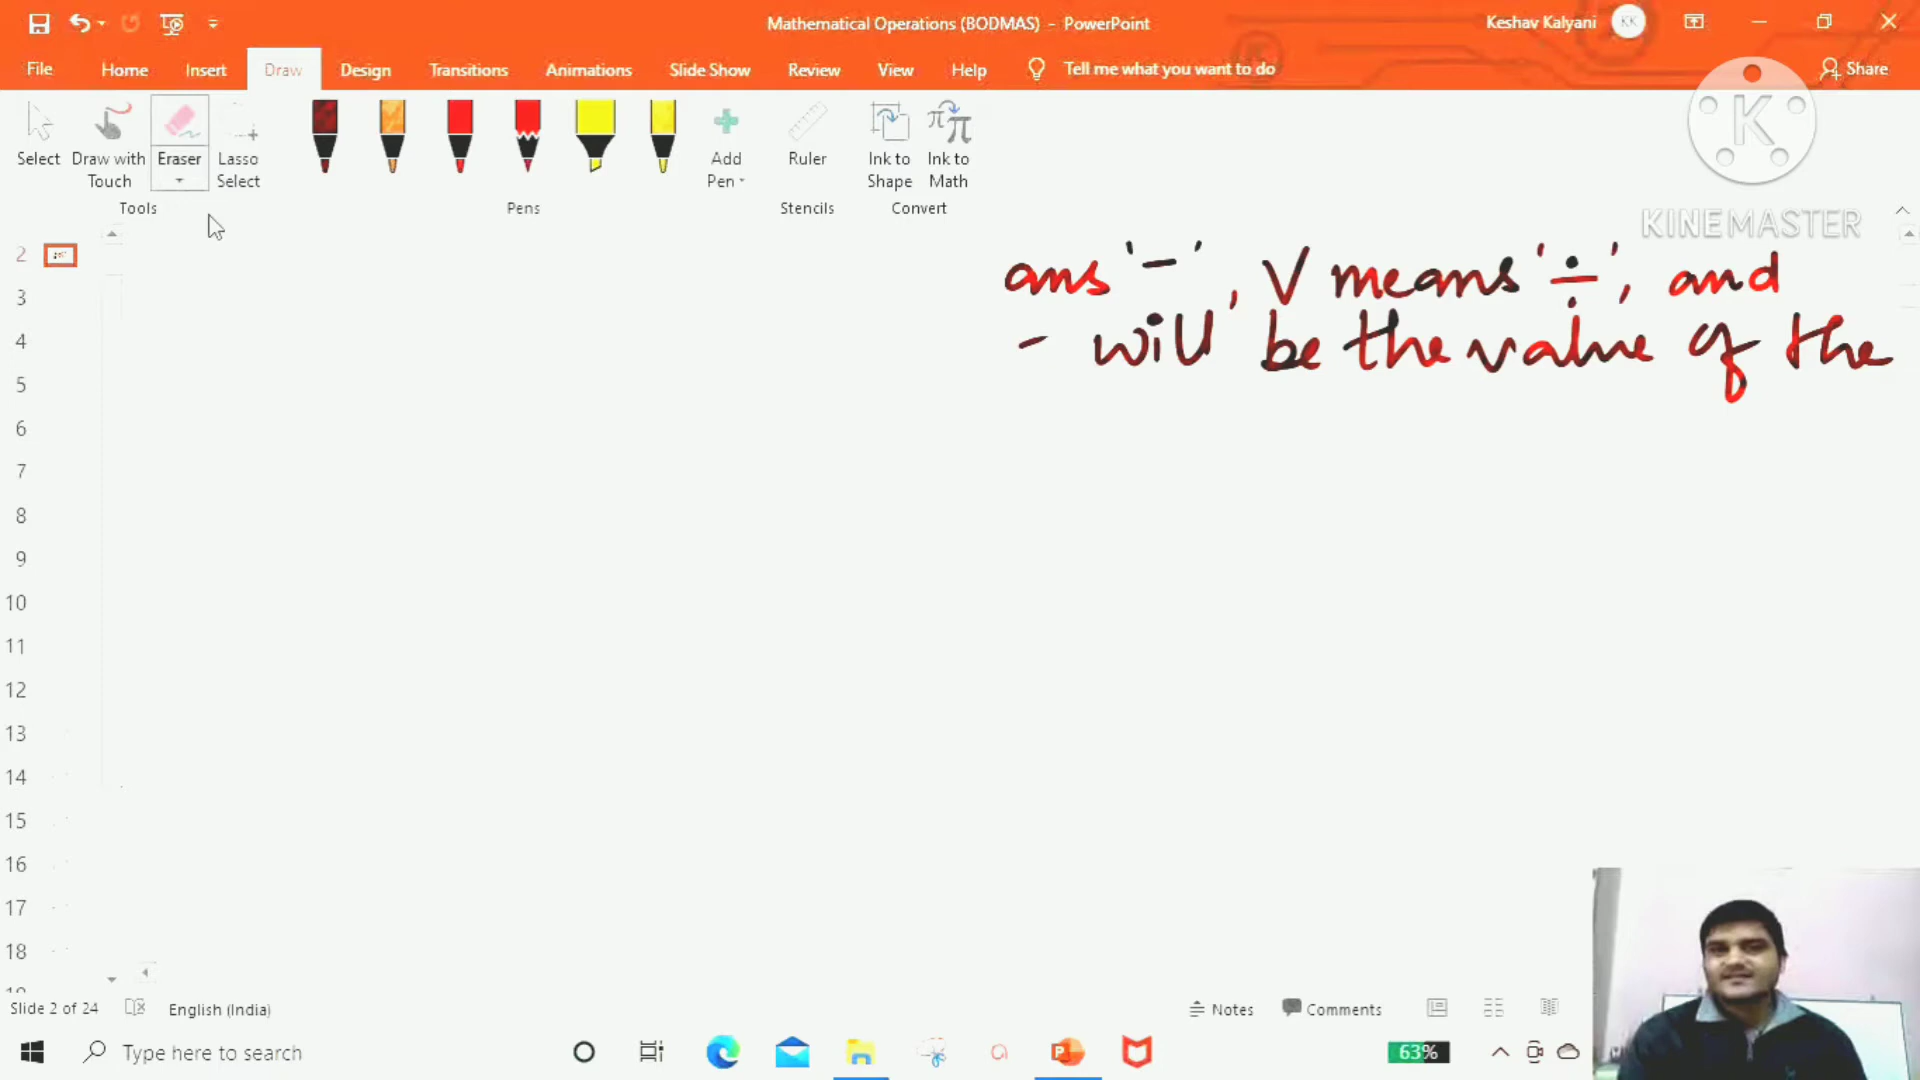 Mathematical Operations (BODMAS) - PowerPoint
Keshav Kalyani
KK
File
Home
Insert
Draw
Design
Transitions
Animations
Slide Show
Review
View
Help
Tell me what you want to do
Share
Select
Draw with Touch
Eraser
Lasso Select
Add Pen
Ruler
Ink to Shape
Ink to Math
Tools
Pens
Stencils
Convert
K
KINEMASTER
ans '-', V means '÷', and
- will be the value of the
2
3
4
5
6
7
8
9
10
11
12
13
14
15
16
17
18
Slide 2 of 24
English (India)
Notes
Comments
Type here to search
63%